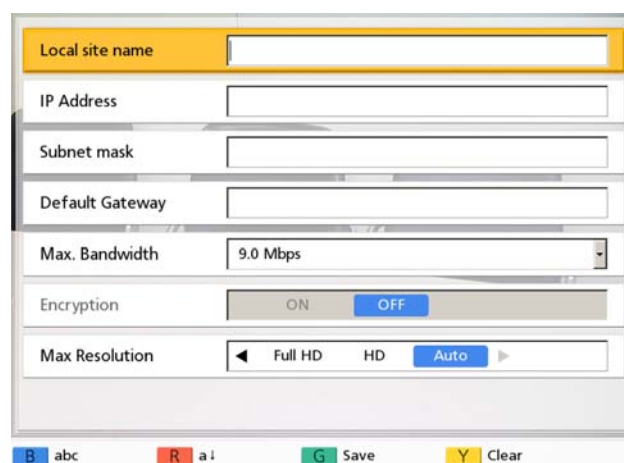 Local site name
IP Address
Subnet mask
Default Gateway
Max. Bandwidth 9.0 Mbps
Encryption ON OFF
Max Resolution ◀ Full HD HD Auto ▶
B abc R a↓ G Save Y Clear